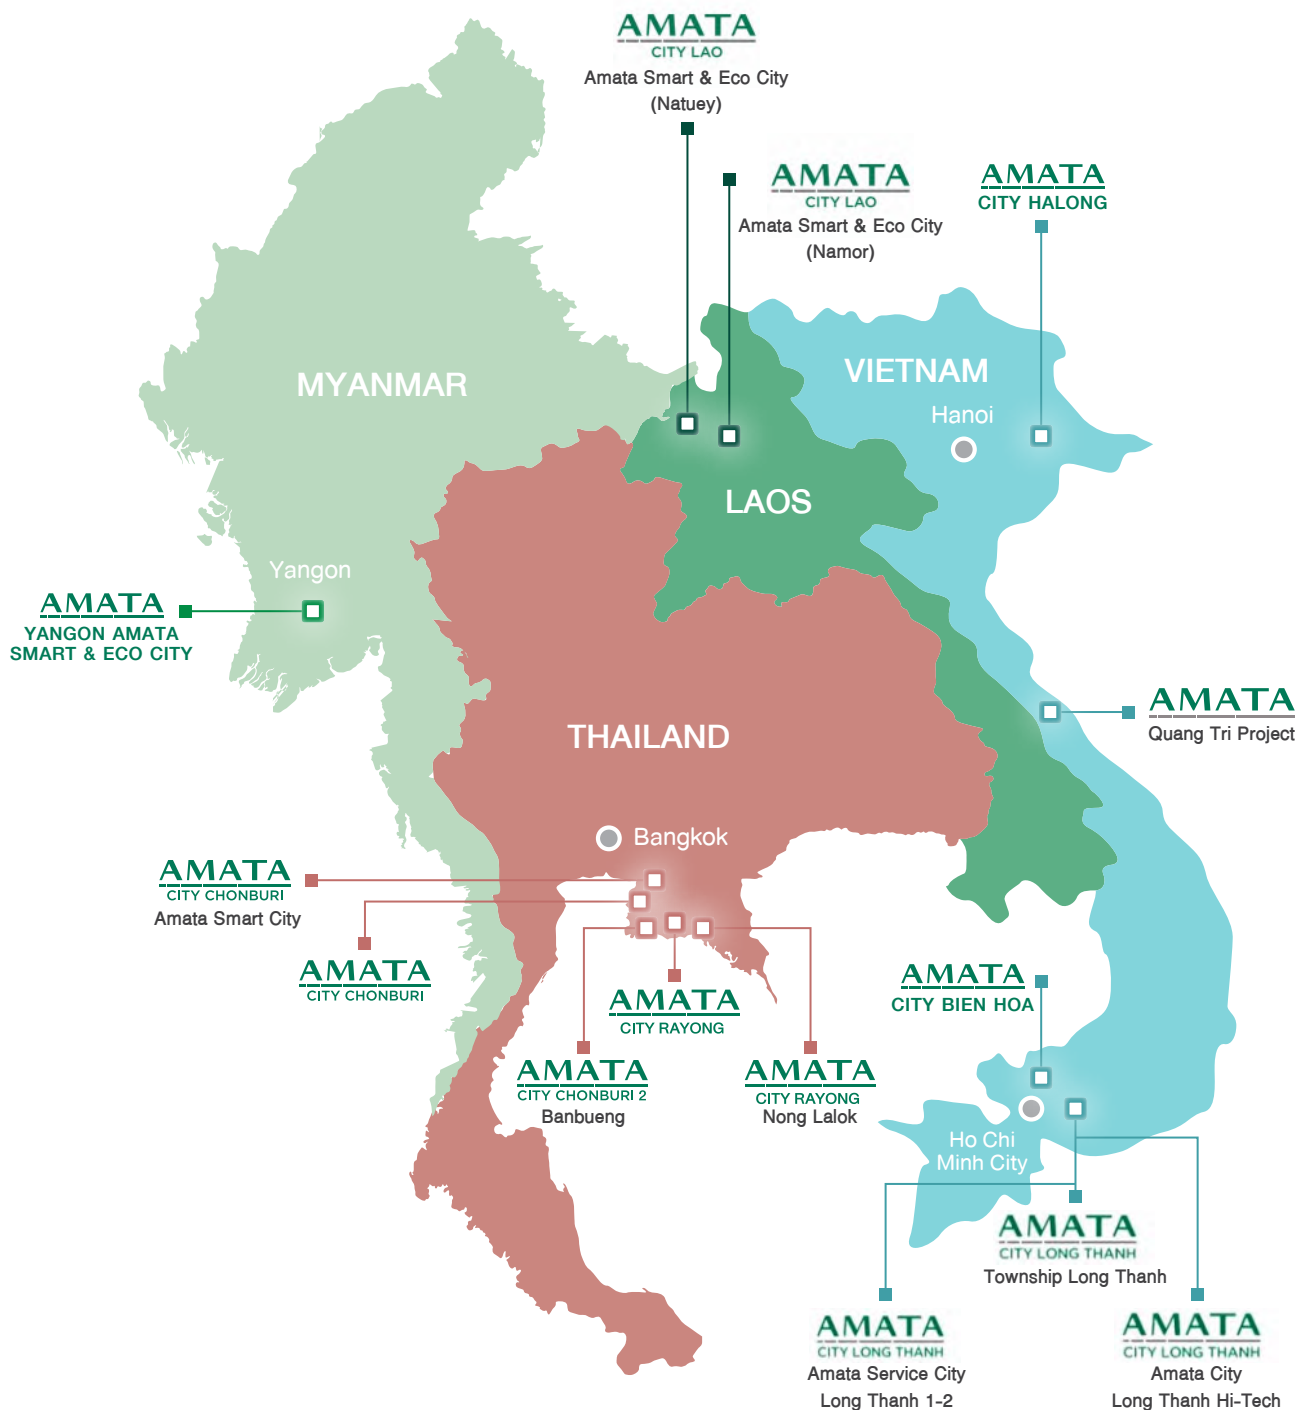 AMATA
CITY LAO
Amata Smart & Eco City
(Natuey)
AMATA
CITY LAO
Amata Smart & Eco City
(Namor)
AMATA
CITY HALONG
MYANMAR
VIETNAM
Hanoi
LAOS
Yangon
AMATA
YANGON AMATA
SMART & ECO CITY
AMATA
Quang Tri Project
THAILAND
Bangkok
AMATA
CITY CHONBURI
Amata Smart City
AMATA
CITY CHONBURI
AMATA
CITY RAYONG
AMATA
CITY CHONBURI 2
Banbueng
AMATA
CITY RAYONG
Nong Lalok
AMATA
CITY BIEN HOA
Ho Chi
Minh City
AMATA
CITY LONG THANH
Township Long Thanh
AMATA
CITY LONG THANH
Amata Service City
Long Thanh 1-2
AMATA
CITY LONG THANH
Amata City
Long Thanh Hi-Tech